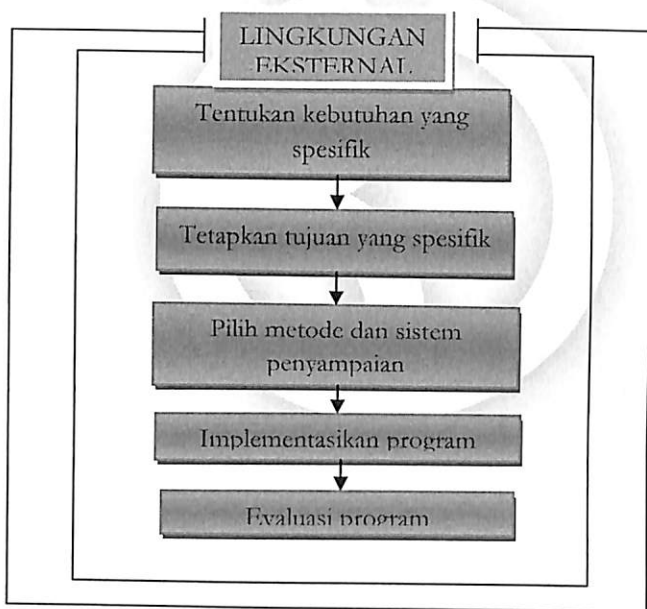 LINGKUNGAN
EKSTERNAL
Tentukan kebutuhan yang
spesifik
Tetapkan tujuan yang spesifik
Pilih metode dan sistem
penyampaian
Implementasikan program
Evaluasi program